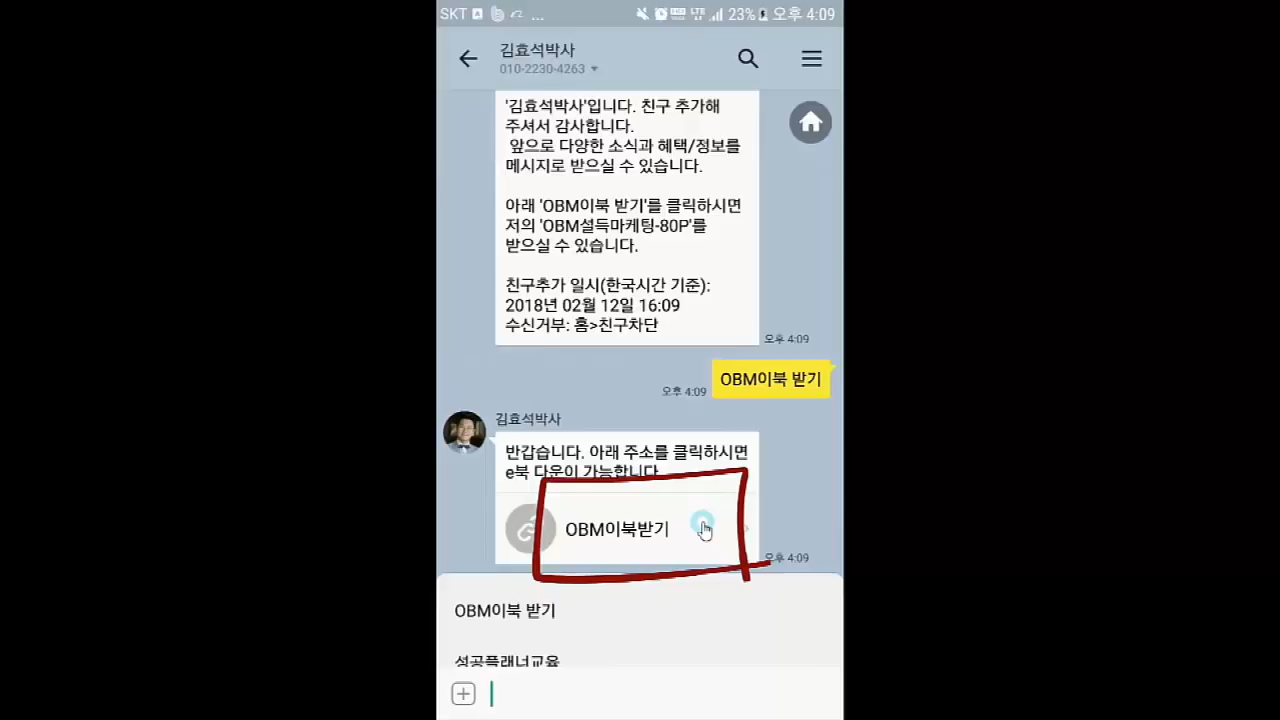 SKT
... 23% 오후 4:09
김효석박사
010-2230-4263
'김효석박사'입니다. 친구 추가해
주셔서 감사합니다.
앞으로 다양한 소식과 혜택/정보를
메시지로 받으실 수 있습니다.
아래 'OBM이북 받기'를 클릭하시면
저의 'OBM설득마케팅-80P'를
받으실 수 있습니다.
친구추가 일시(한국시간 기준):
2018년 02월 12일 16:09
수신거부: 홈>친구차단
오후 4:09
OBM이북 받기
오후 4:09
김효석박사
반갑습니다. 아래 주소를 클릭하시면
e북 다운이 가능합니다
OBM이북받기
오후 4:09
OBM이북 받기
성공플래너교육